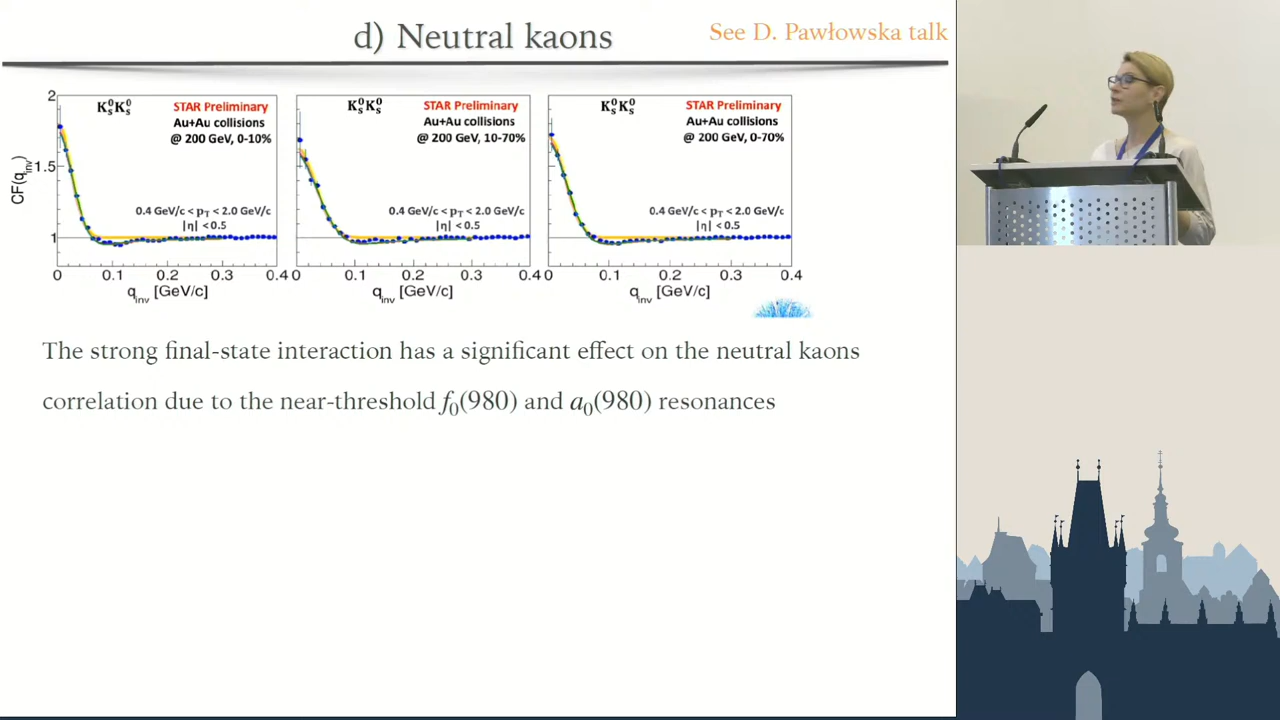 d) Neutral kaons
See D. Pawłowska talk
CF(q_inv)
2
1.5
1
K⁰ₛK⁰ₛ
STAR Preliminary
Au+Au collisions
@ 200 GeV, 0-10%
0.4 GeV/c < p_T < 2.0 GeV/c
|η| < 0.5
0 0.1 0.2 0.3 0.4
q_inv [GeV/c]
K⁰ₛK⁰ₛ
STAR Preliminary
Au+Au collisions
@ 200 GeV, 10-70%
0.4 GeV/c < p_T < 2.0 GeV/c
|η| < 0.5
0 0.1 0.2 0.3 0.4
q_inv [GeV/c]
K⁰ₛK⁰ₛ
STAR Preliminary
Au+Au collisions
@ 200 GeV, 0-70%
0.4 GeV/c < p_T < 2.0 GeV/c
|η| < 0.5
0 0.1 0.2 0.3 0.4
q_inv [GeV/c]
The strong final-state interaction has a significant effect on the neutral kaons
correlation due to the near-threshold f₀(980) and a₀(980) resonances